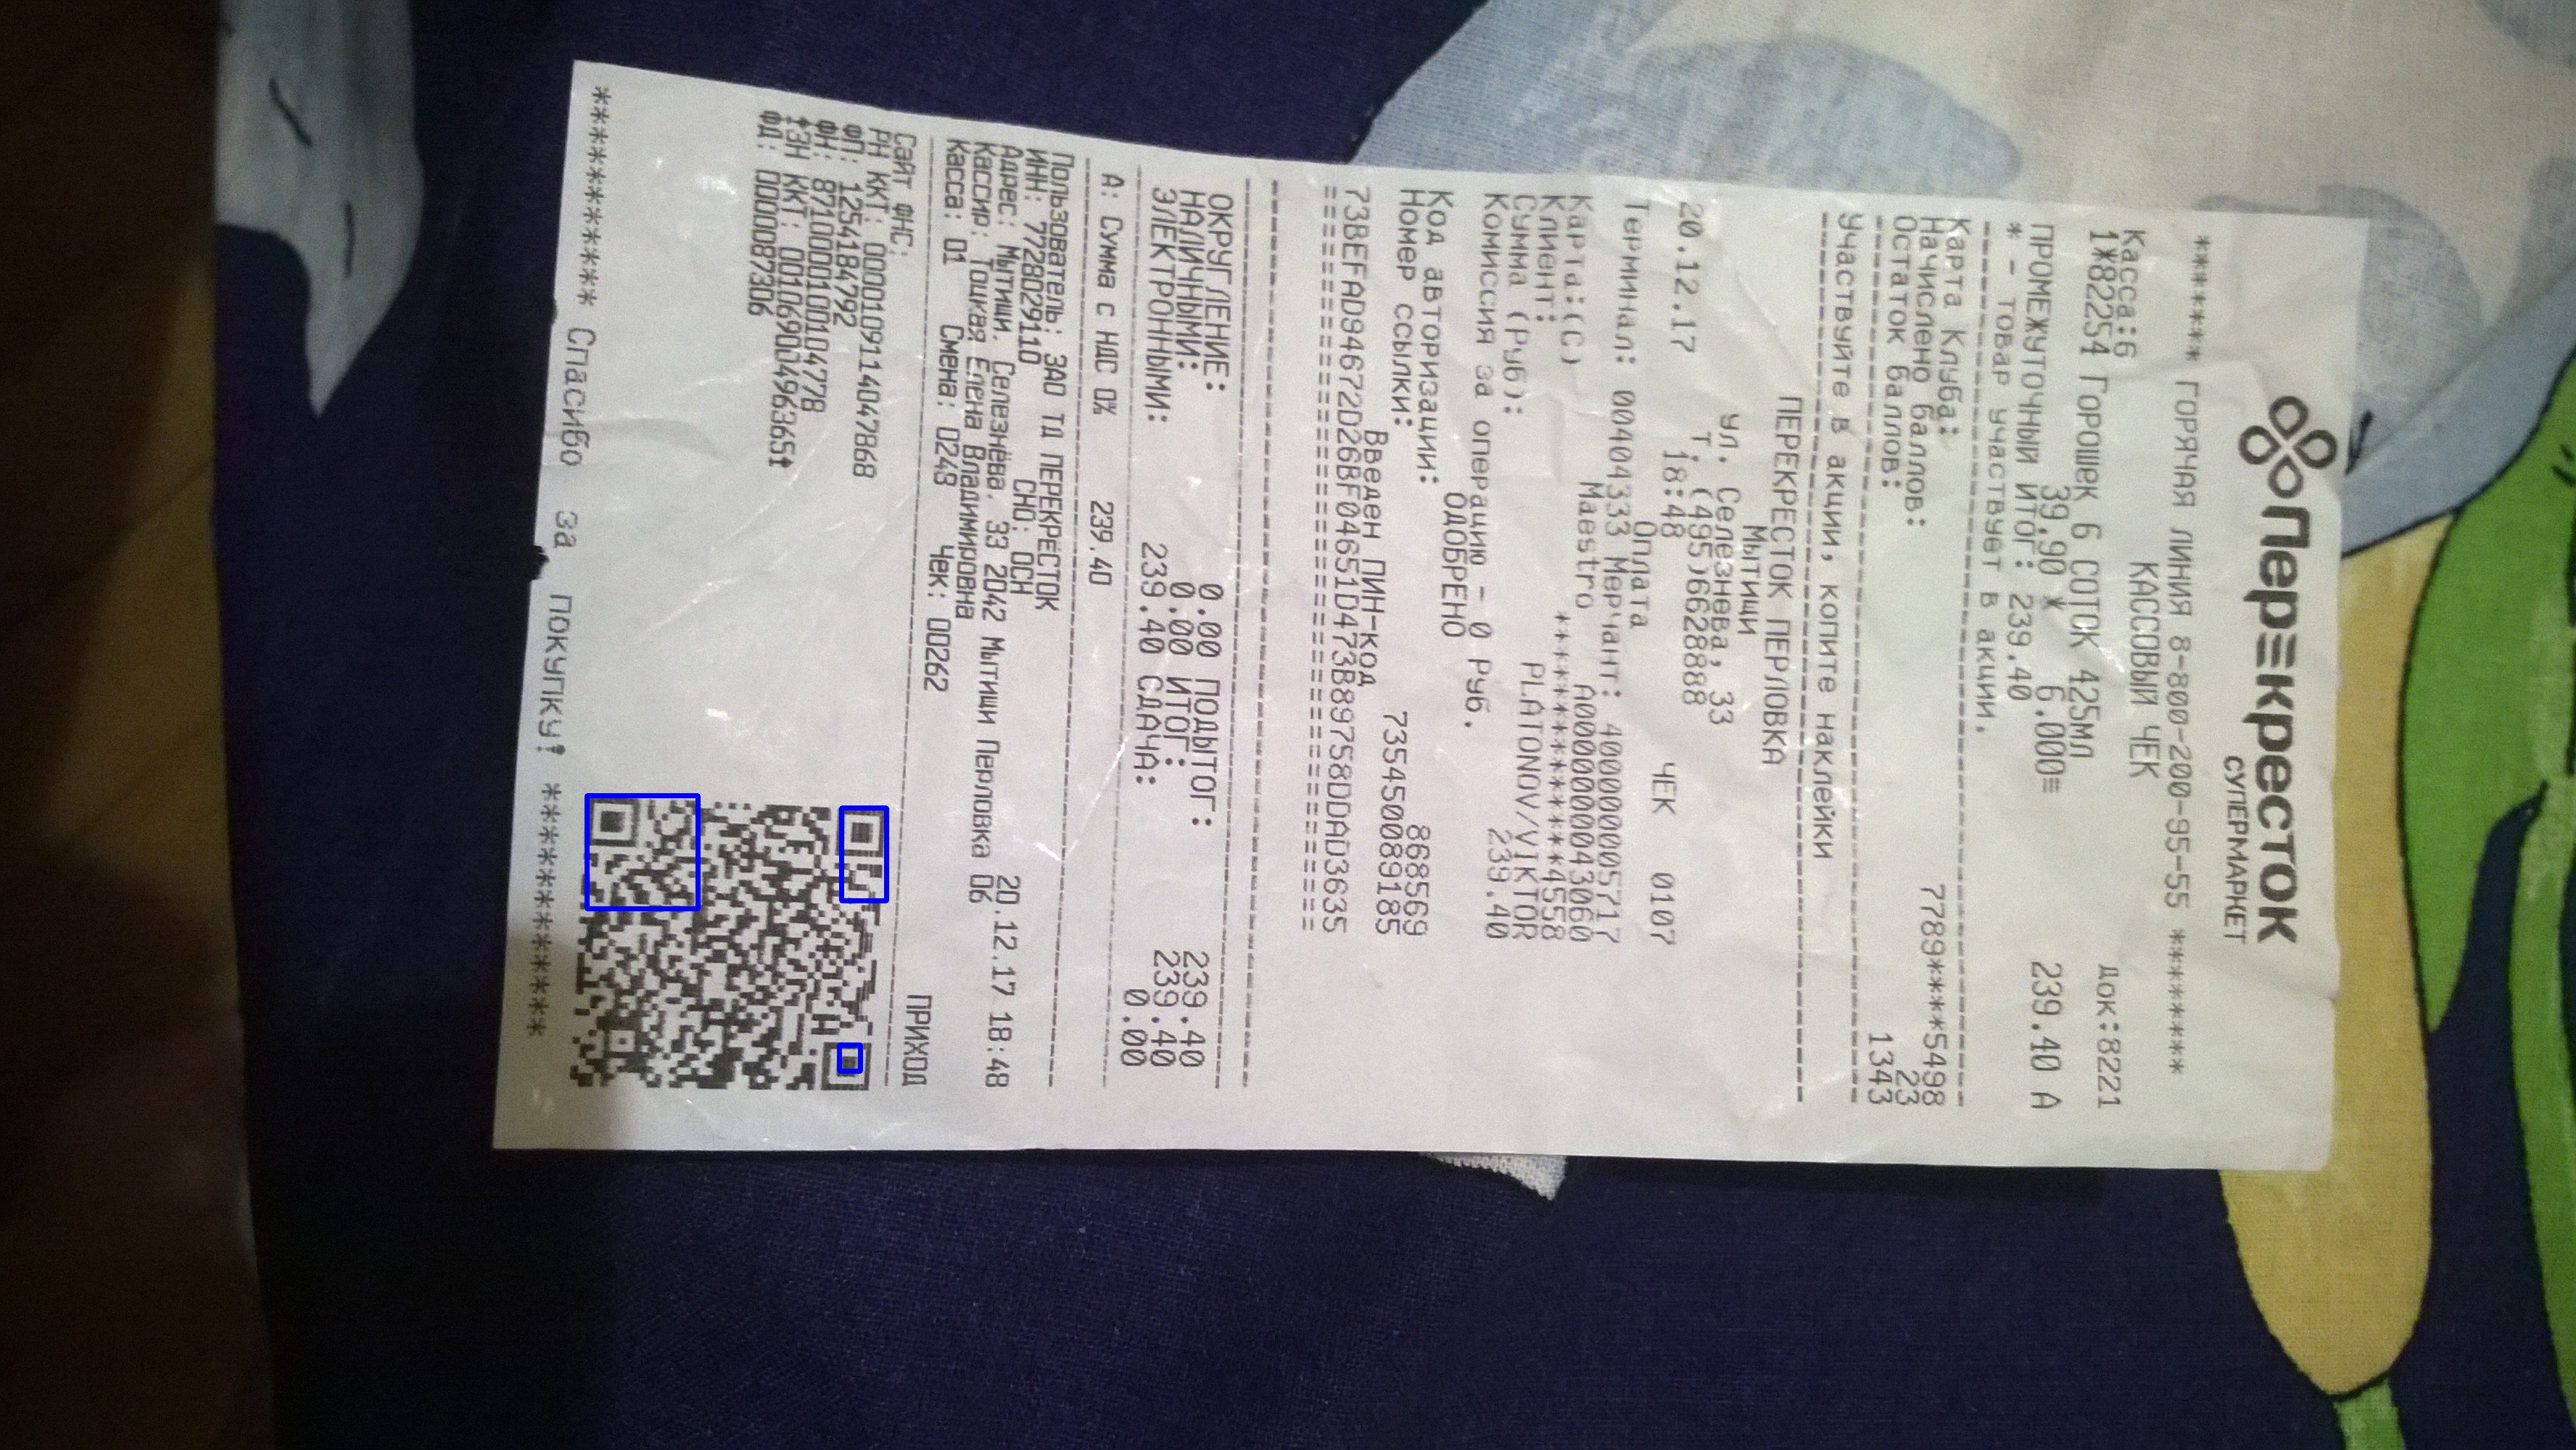 Перекресток
СУПЕРМАРКЕТ
****** ГОРЯЧАЯ ЛИНИЯ 8-800-200-95-55 ******
КАССОВЫЙ ЧЕК
Касса:6 док:8221
1*82254 Горошек 6 СОТОК 425мл
39.90 * 6.000= 239.40 А
ПРОМЕЖУТОЧНЫЙ ИТОГ: 239.40
* - товар участвует в акции.
Карта Клуба: 7789****5498
Начислено баллов: 23
Остаток баллов: 1343
Участвуйте в акции, копите наклейки
ПЕРЕКРЕСТОК ПЕРЛОВКА
Мытищи
ул. Селезнева, 33
т. (495)6628888
20.12.17 18:48 ЧЕК 0107
Оплата
Терминал: 00404333 Мерчант: 400000005717
Карта:(C) Maestro A0000000043060
Клиент: ************4558
PLATONOV/VIKTOR
Сумма (Руб): 239.40
Комиссия за операцию - 0 Руб.
ОДОБРЕНО
Код авторизации: 868569
Номер ссылки: 735450089185
Введен ПИН-код
73BEFAD94672D26BF04651D473B89758DDAD3635
========================================
ОКРУГЛЕНИЕ: 0.00 ПОДЫТОГ: 239.40
НАЛИЧНЫМИ: 0.00 ИТОГ: 239.40
ЭЛЕКТРОННЫМИ: 239.40 СДАЧА: 0.00
А: Сумма с НДС 0% 239.40
Пользователь: ЗАО ТД ПЕРЕКРЁСТОК
ИНН: 7728029110 СНО: ОСН
Адрес: Мытищи, Селезнёва, 33 2042 Мытищи Перловка 20.12.17 18:48
Кассир: Тоцкая Елена Владимировна 06
Касса: 01 Смена: 0248 Чек: 00262
ПРИХОД
Сайт ФНС:
РН ККТ: 0000109114047868
ФП: 1254184792
ФН: 8710000100104778
*ЗН ККТ: 00106900496365*
ФД: 0000087306
************* Спасибо за покупку! *************